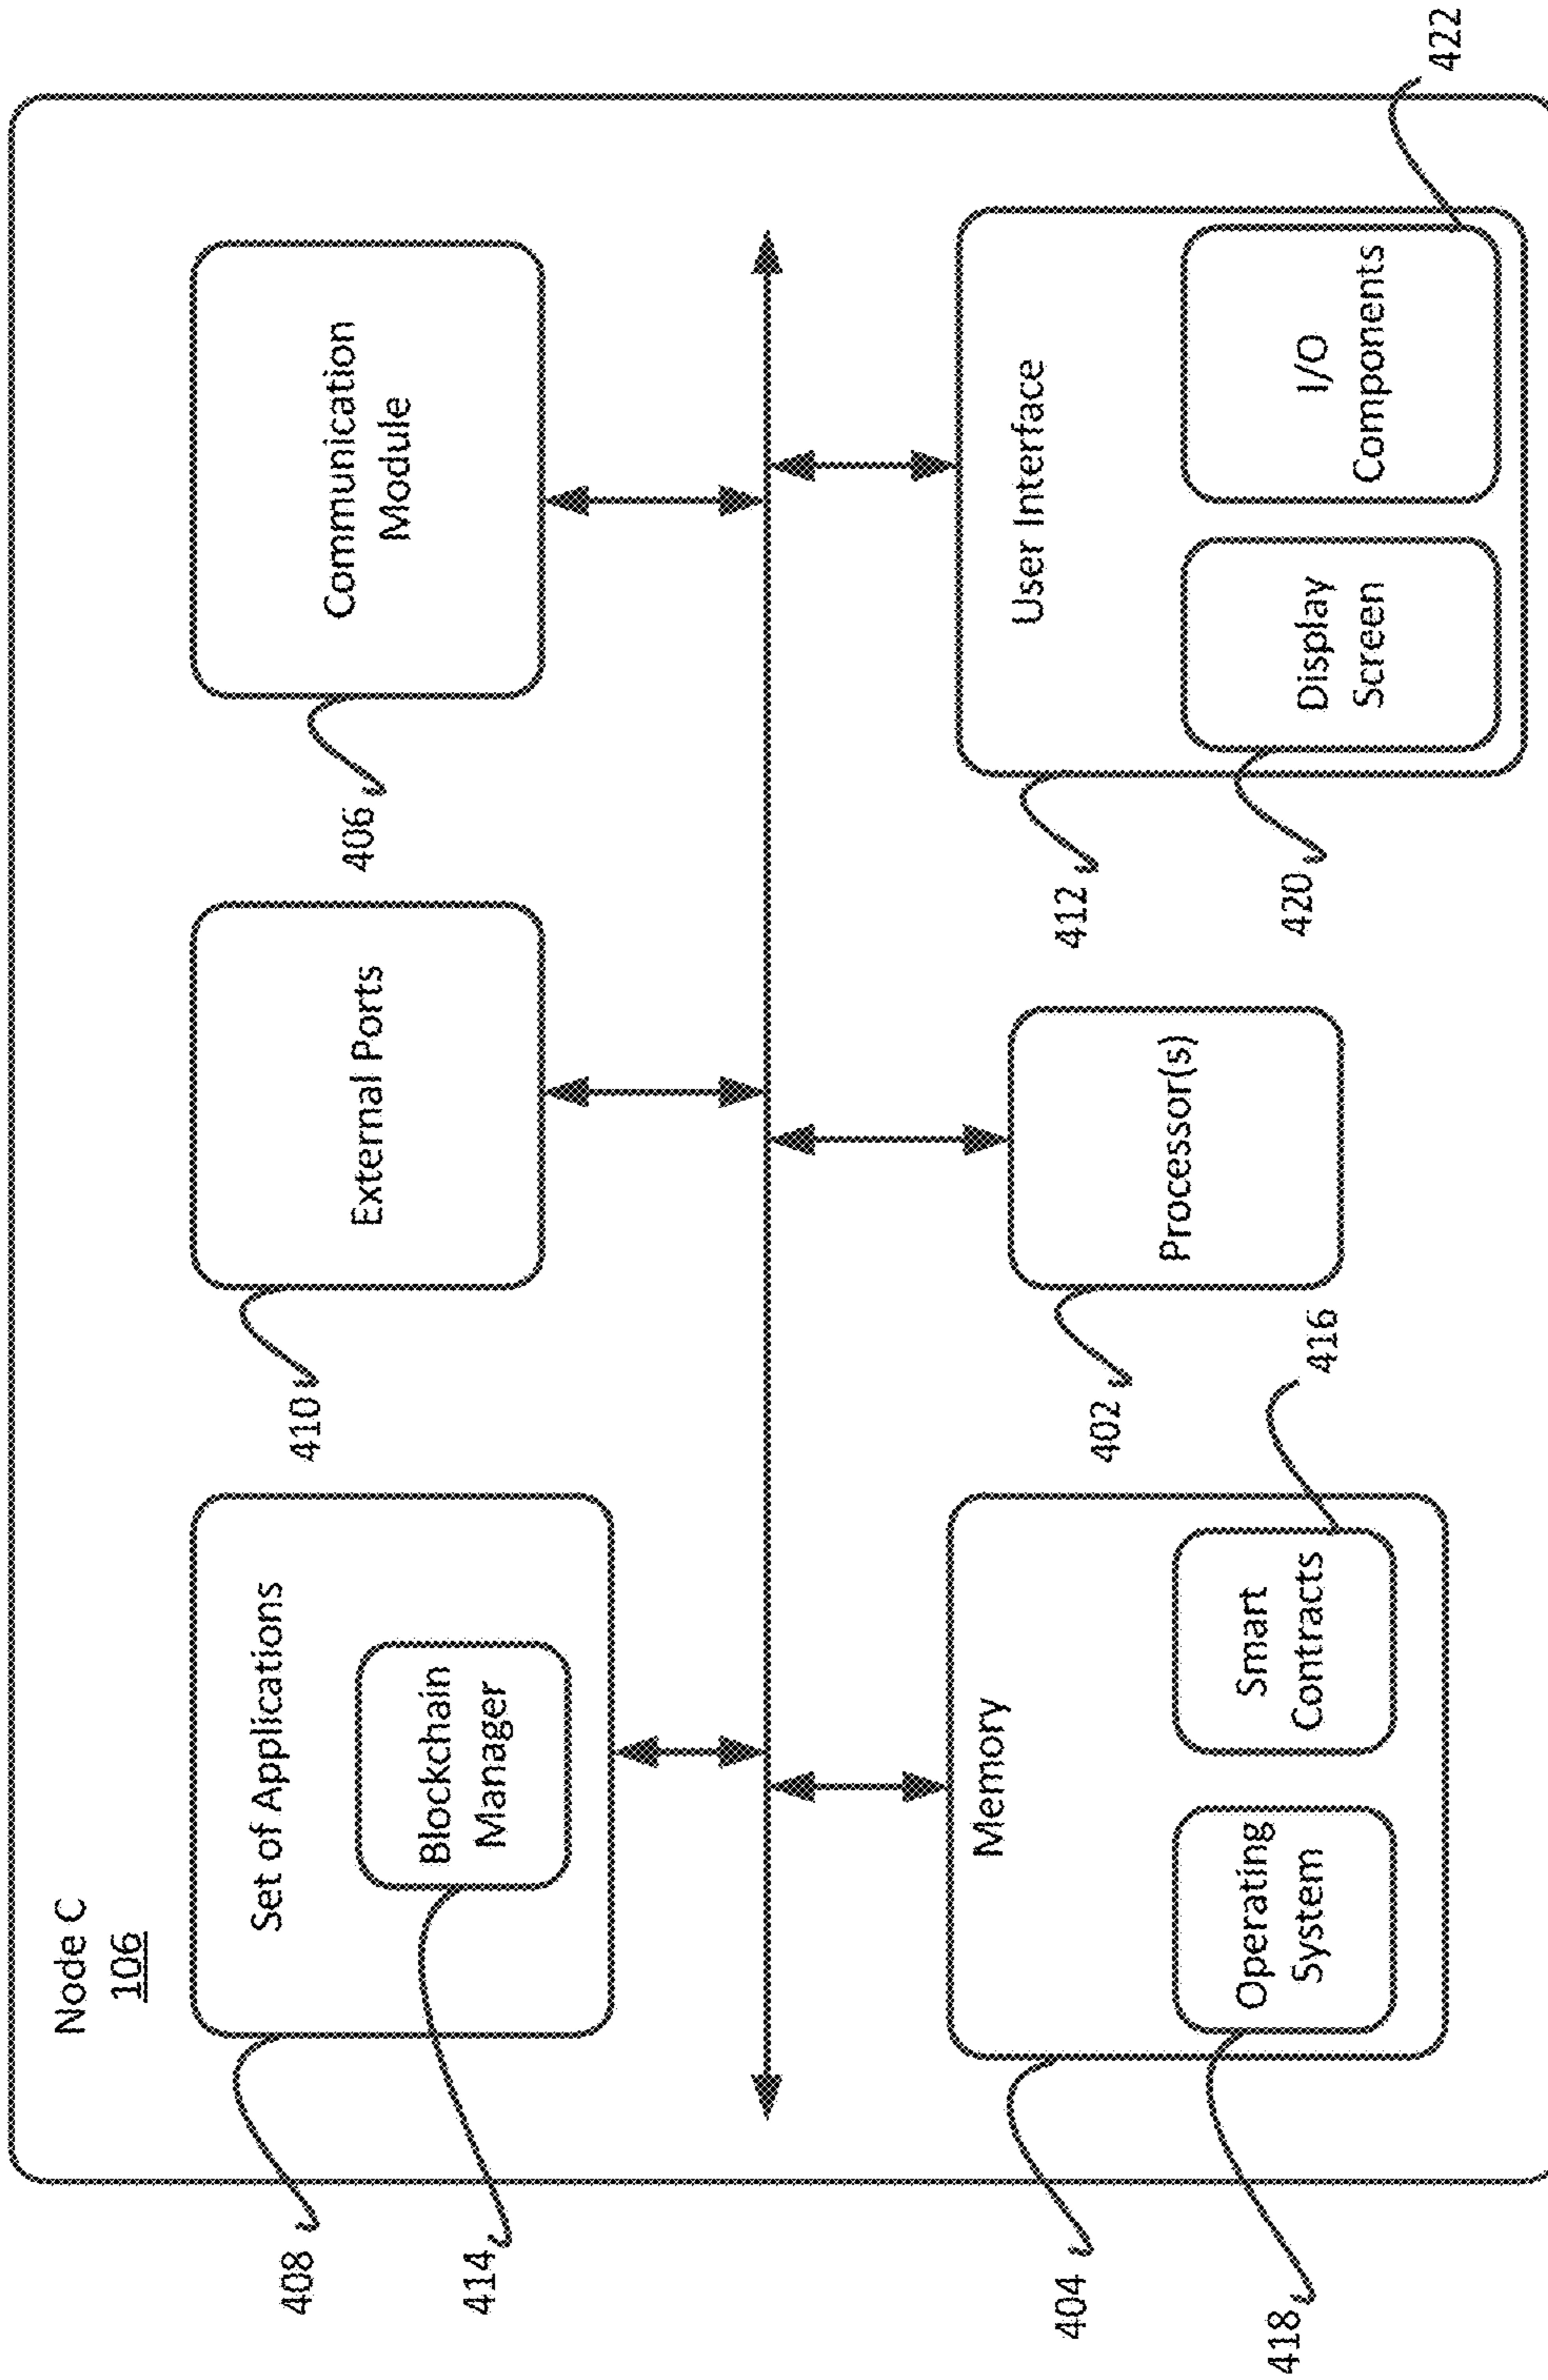 Node C
106
Set of Applications
Blockchain
Manager
408
414
External Ports
410
Communication
Module
406
Memory
Operating
System
Smart
Contracts
404
418
416
Processor(s)
402
User Interface
Display
Screen
I/O
Components
412
420
422